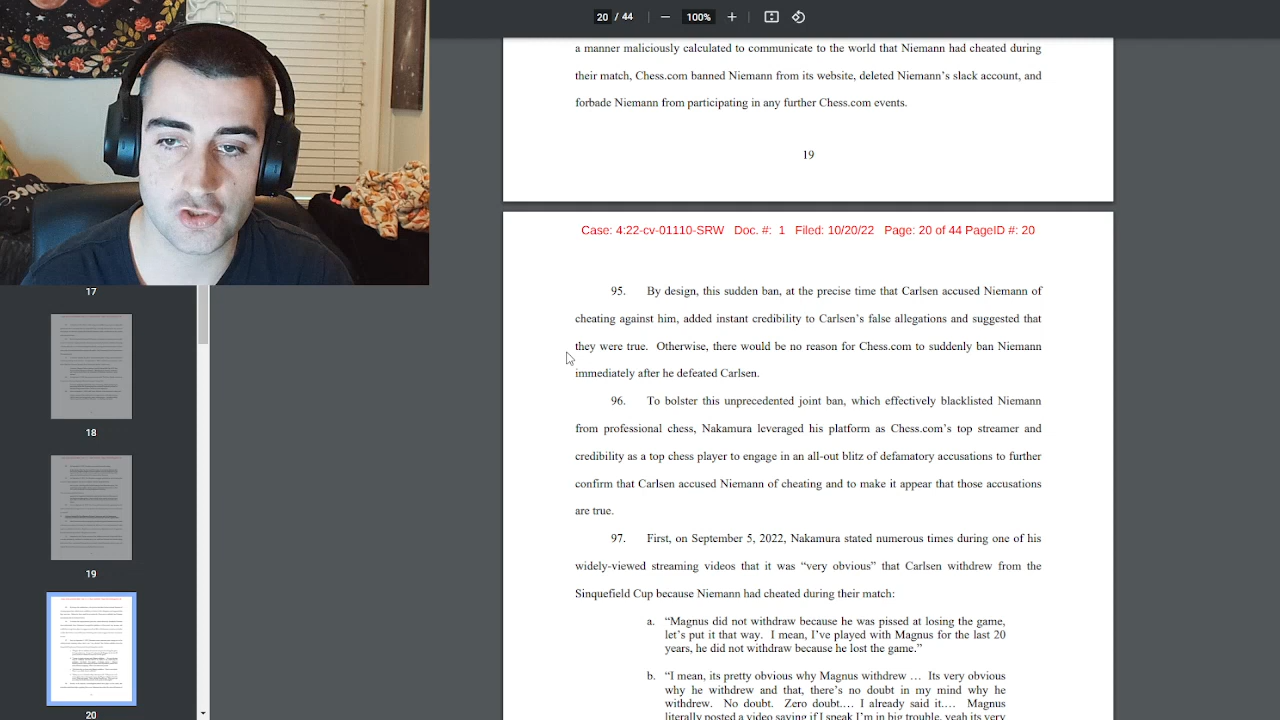 20 / 44
100%
a manner maliciously calculated to communicate to the world that Niemann had cheated during
their match, Chess.com banned Niemann from its website, deleted Niemann's slack account, and
forbade Niemann from participating in any further Chess.com events.
19
Case: 4:22-cv-01110-SRW Doc. #: 1 Filed: 10/20/22 Page: 20 of 44 PageID #: 20
95. By design, this sudden ban, at the precise time that Carlsen accused Niemann of
cheating against him, added instant credibility to Carlsen's false allegations and suggested that
they were true. Otherwise, there would be no reason for Chess.com to suddenly ban Niemann
immediately after he defeated Carlsen.
96. To bolster this unprecedented joint ban, which effectively blacklisted Niemann
from professional chess, Nakamura leveraged his platform as Chess.com's top streamer and
credibility as a top chess player to engage in an all-out blitz of defamatory accusations to further
confirm that Carlsen accused Niemann of cheating and to make it appear that those accusations
are true.
97. First, on September 5, 2022, Nakamura stated numerous times during one of his
widely-viewed streaming videos that it was “very obvious” that Carlsen withdrew from the
Sinquefield Cup because Niemann had cheated during their match:
a. “Magnus did not withdraw because he was pissed at losing the game,
let's put it that way. I mean, I've played with Magnus for the last 20
years, he did not withdraw because he lost the game.”
b. “I mean, its pretty obvious why Magnus withdrew … Its very obvious
why he withdrew and that, there's no doubt in my mind why he
withdrew. No doubt. Zero doubt.… I already said it.… Magnus
literally posted a video saying if I speak I'm in big trouble, yeah its very
17
18
19
20